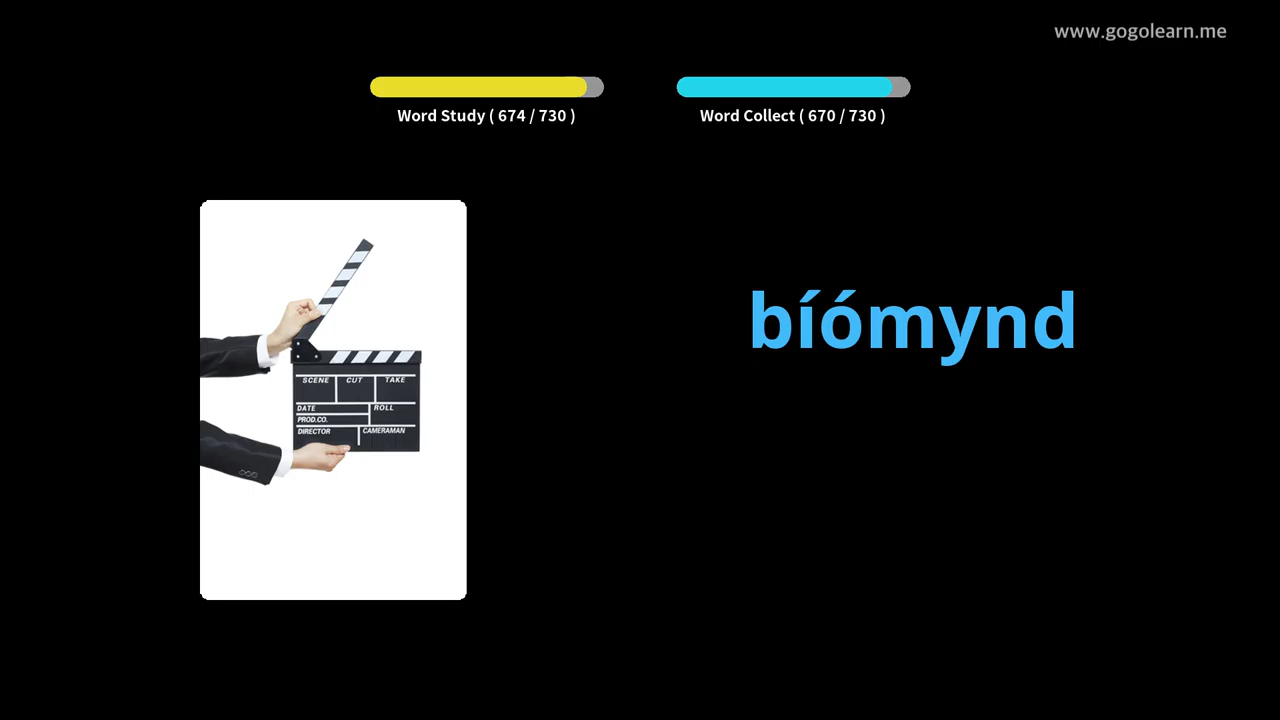 www.gogolearn.me
Word Study ( 674 / 730 )
Word Collect ( 670 / 730 )
bíómynd
SCENE CUT TAKE
DATE ROLL
PROD.CO.
DIRECTOR CAMERAMAN